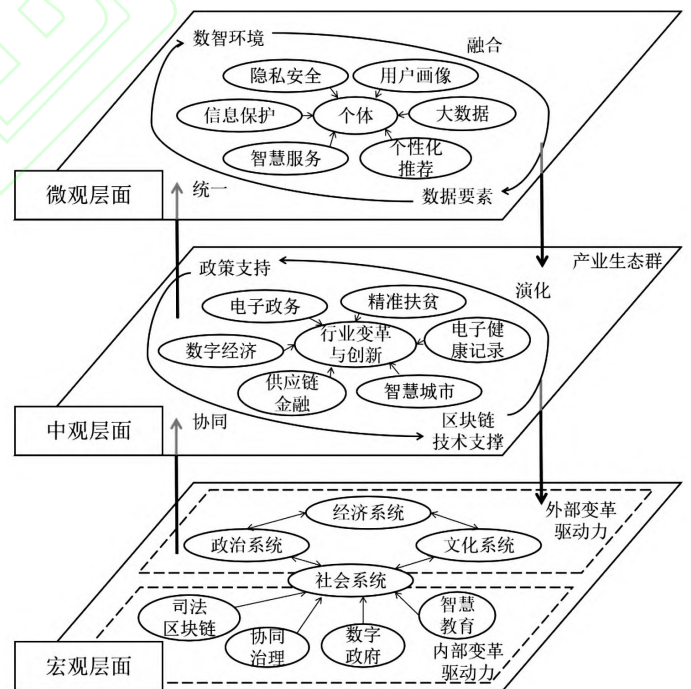 数智环境
融合
隐私安全
用户画像
信息保护
个体
大数据
智慧服务
个性化
推荐
数据要素
微观层面
统一
产业生态群
政策支持
演化
电子政务
精准扶贫
数字经济
行业变革
与创新
电子健
康记录
供应链
金融
智慧城市
区块链
技术支撑
中观层面
协同
外部变革
驱动力
经济系统
政治系统
文化系统
社会系统
司法
区块链
协同
治理
数字
政府
智慧
教育
内部变革
驱动力
宏观层面